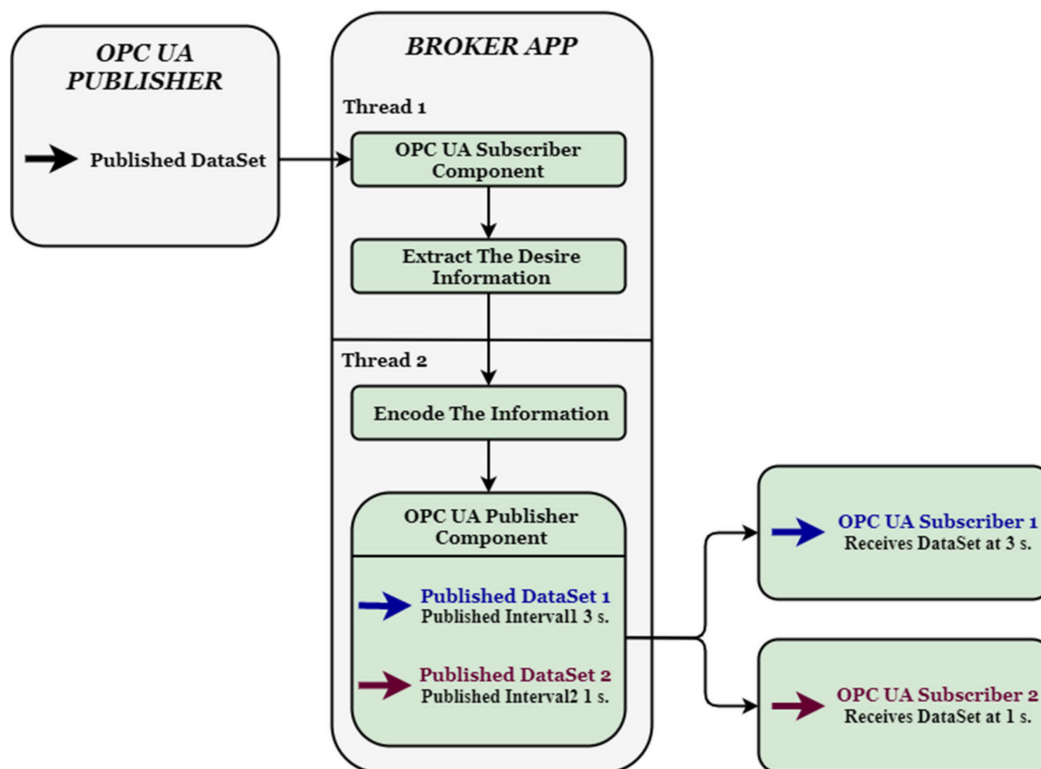 OPC UA
PUBLISHER
Published DataSet
BROKER APP
Thread 1
OPC UA Subscriber
Component
Extract The Desire
Information
Thread 2
Encode The Information
OPC UA Publisher
Component
Published DataSet 1
Published Interval1 3 s.
Published DataSet 2
Published Interval2 1 s.
OPC UA Subscriber 1
Receives DataSet at 3 s.
OPC UA Subscriber 2
Receives DataSet at 1 s.